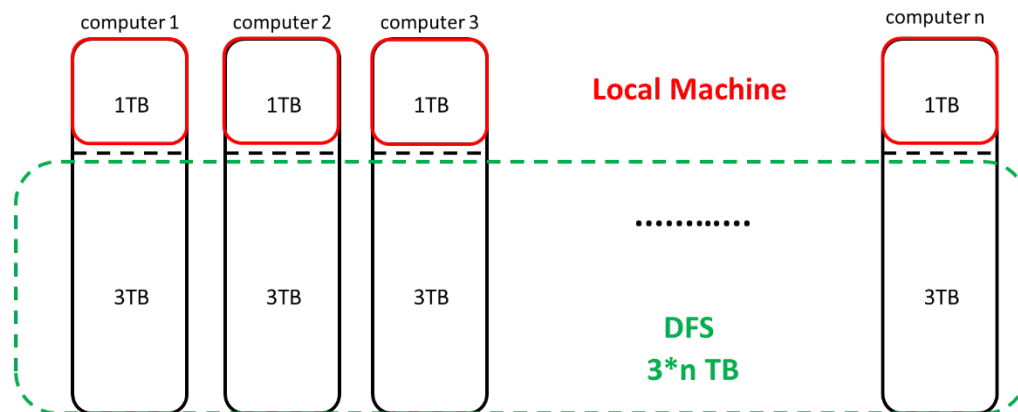 computer 1
computer 2
computer 3
computer n
1TB
1TB
1TB
Local Machine
1TB
............
3TB
3TB
3TB
3TB
DFS
3*n TB